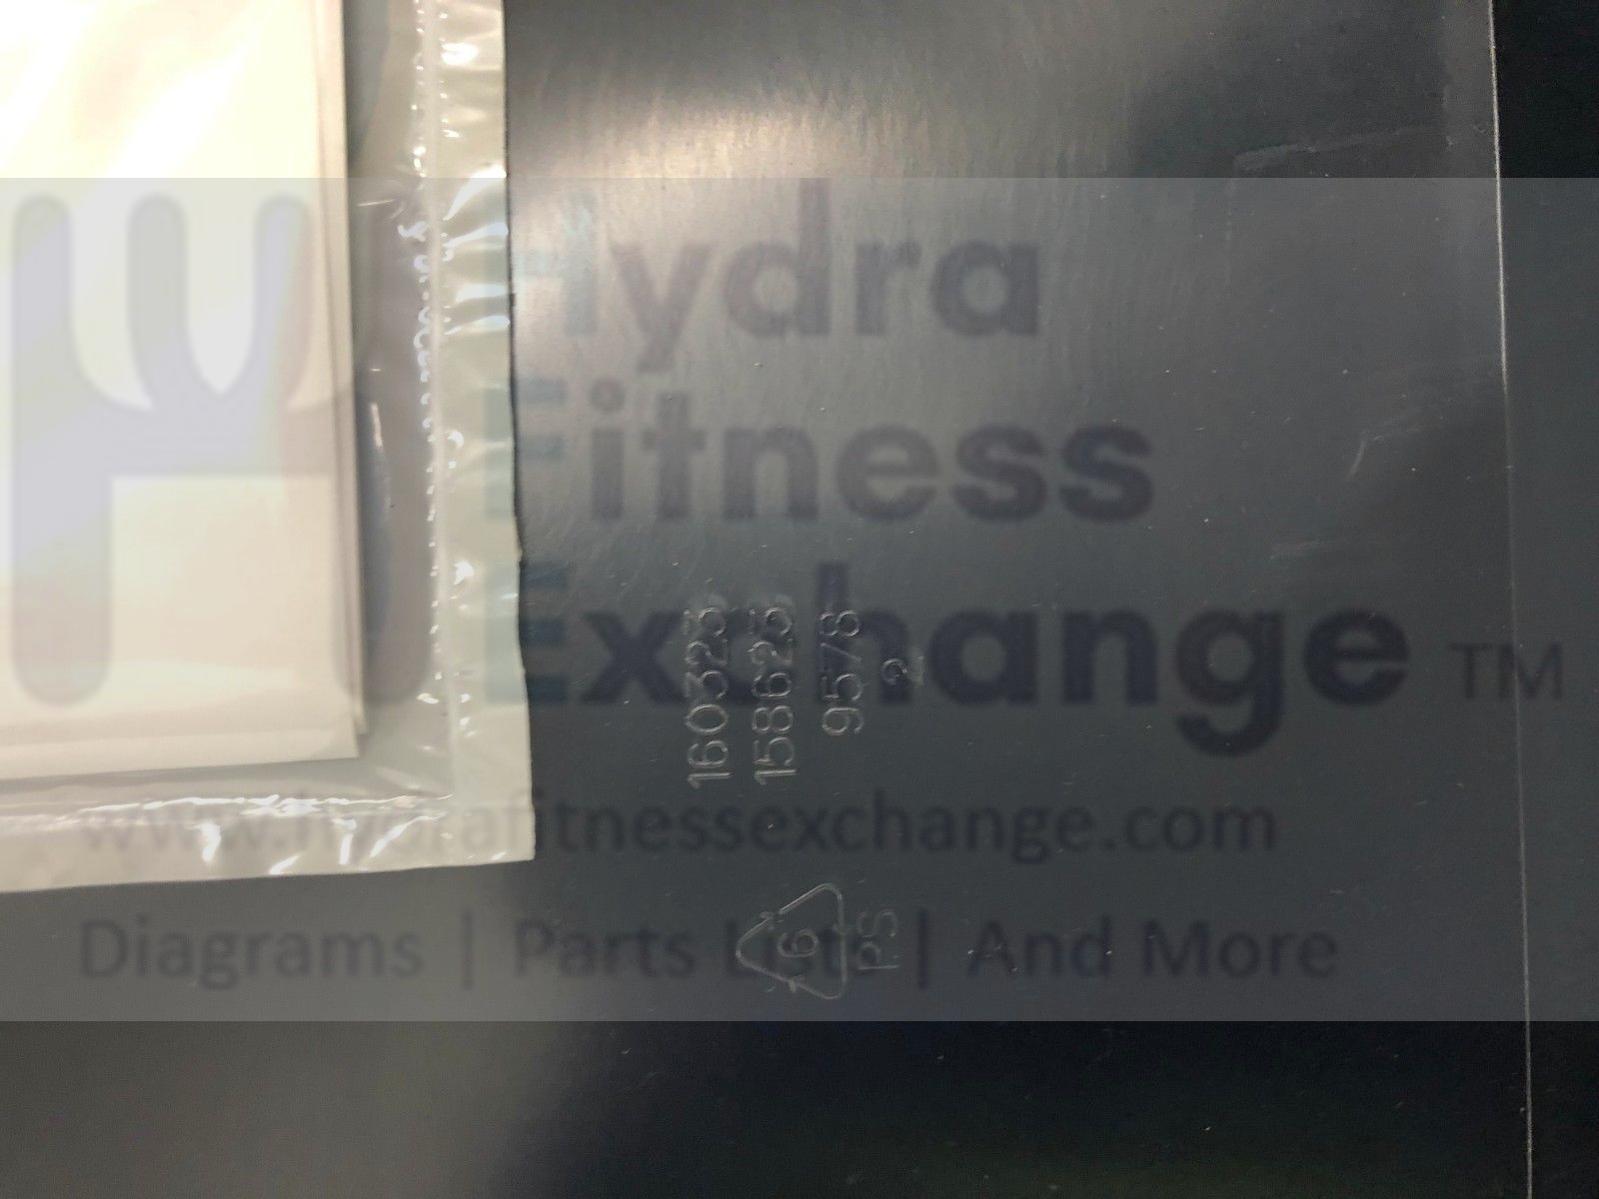 Hydra
Fitness
Exchange TM
www.hydrafitnessexchange.com
Diagrams | Parts Lists | And More
160323
158625
9578
2
6
PS